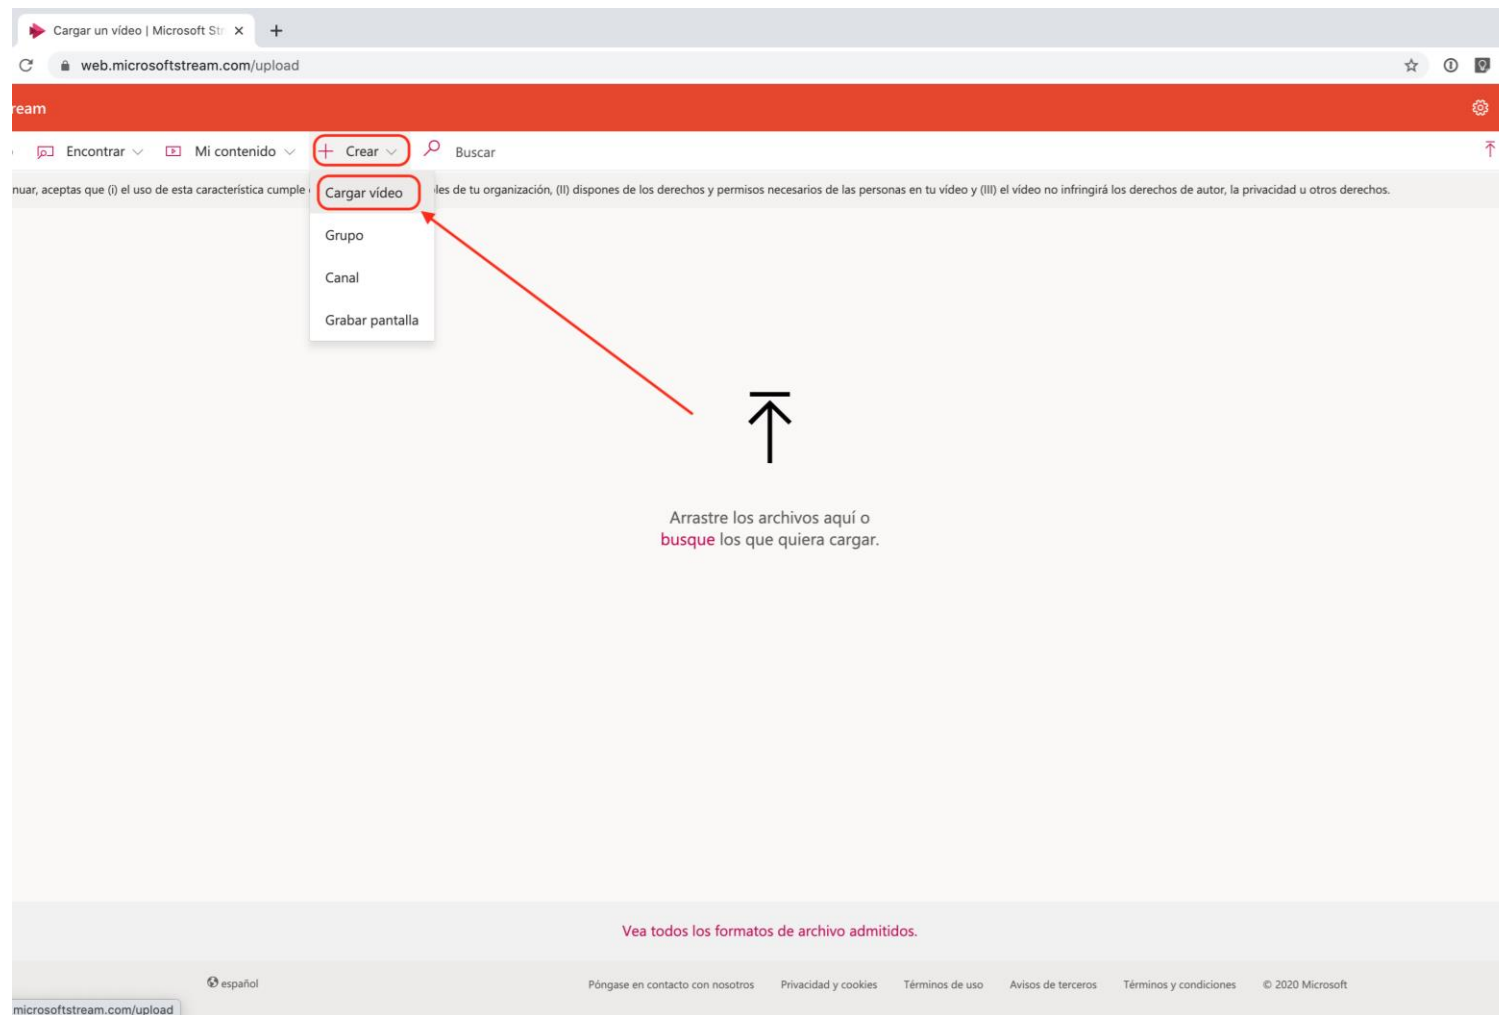 Cargar un vídeo | Microsoft Str
web.microsoftstream.com/upload
ream
Encontrar
Mi contenido
Crear
Buscar
nuar, aceptas que (i) el uso de esta característica cumple
les de tu organización, (II) dispones de los derechos y permisos necesarios de las personas en tu vídeo y (III) el vídeo no infringirá los derechos de autor, la privacidad u otros derechos.
Cargar vídeo
Grupo
Canal
Grabar pantalla
Arrastre los archivos aquí o
busque los que quiera cargar.
Vea todos los formatos de archivo admitidos.
español
Póngase en contacto con nosotros
Privacidad y cookies
Términos de uso
Avisos de terceros
Términos y condiciones
© 2020 Microsoft
microsoftstream.com/upload